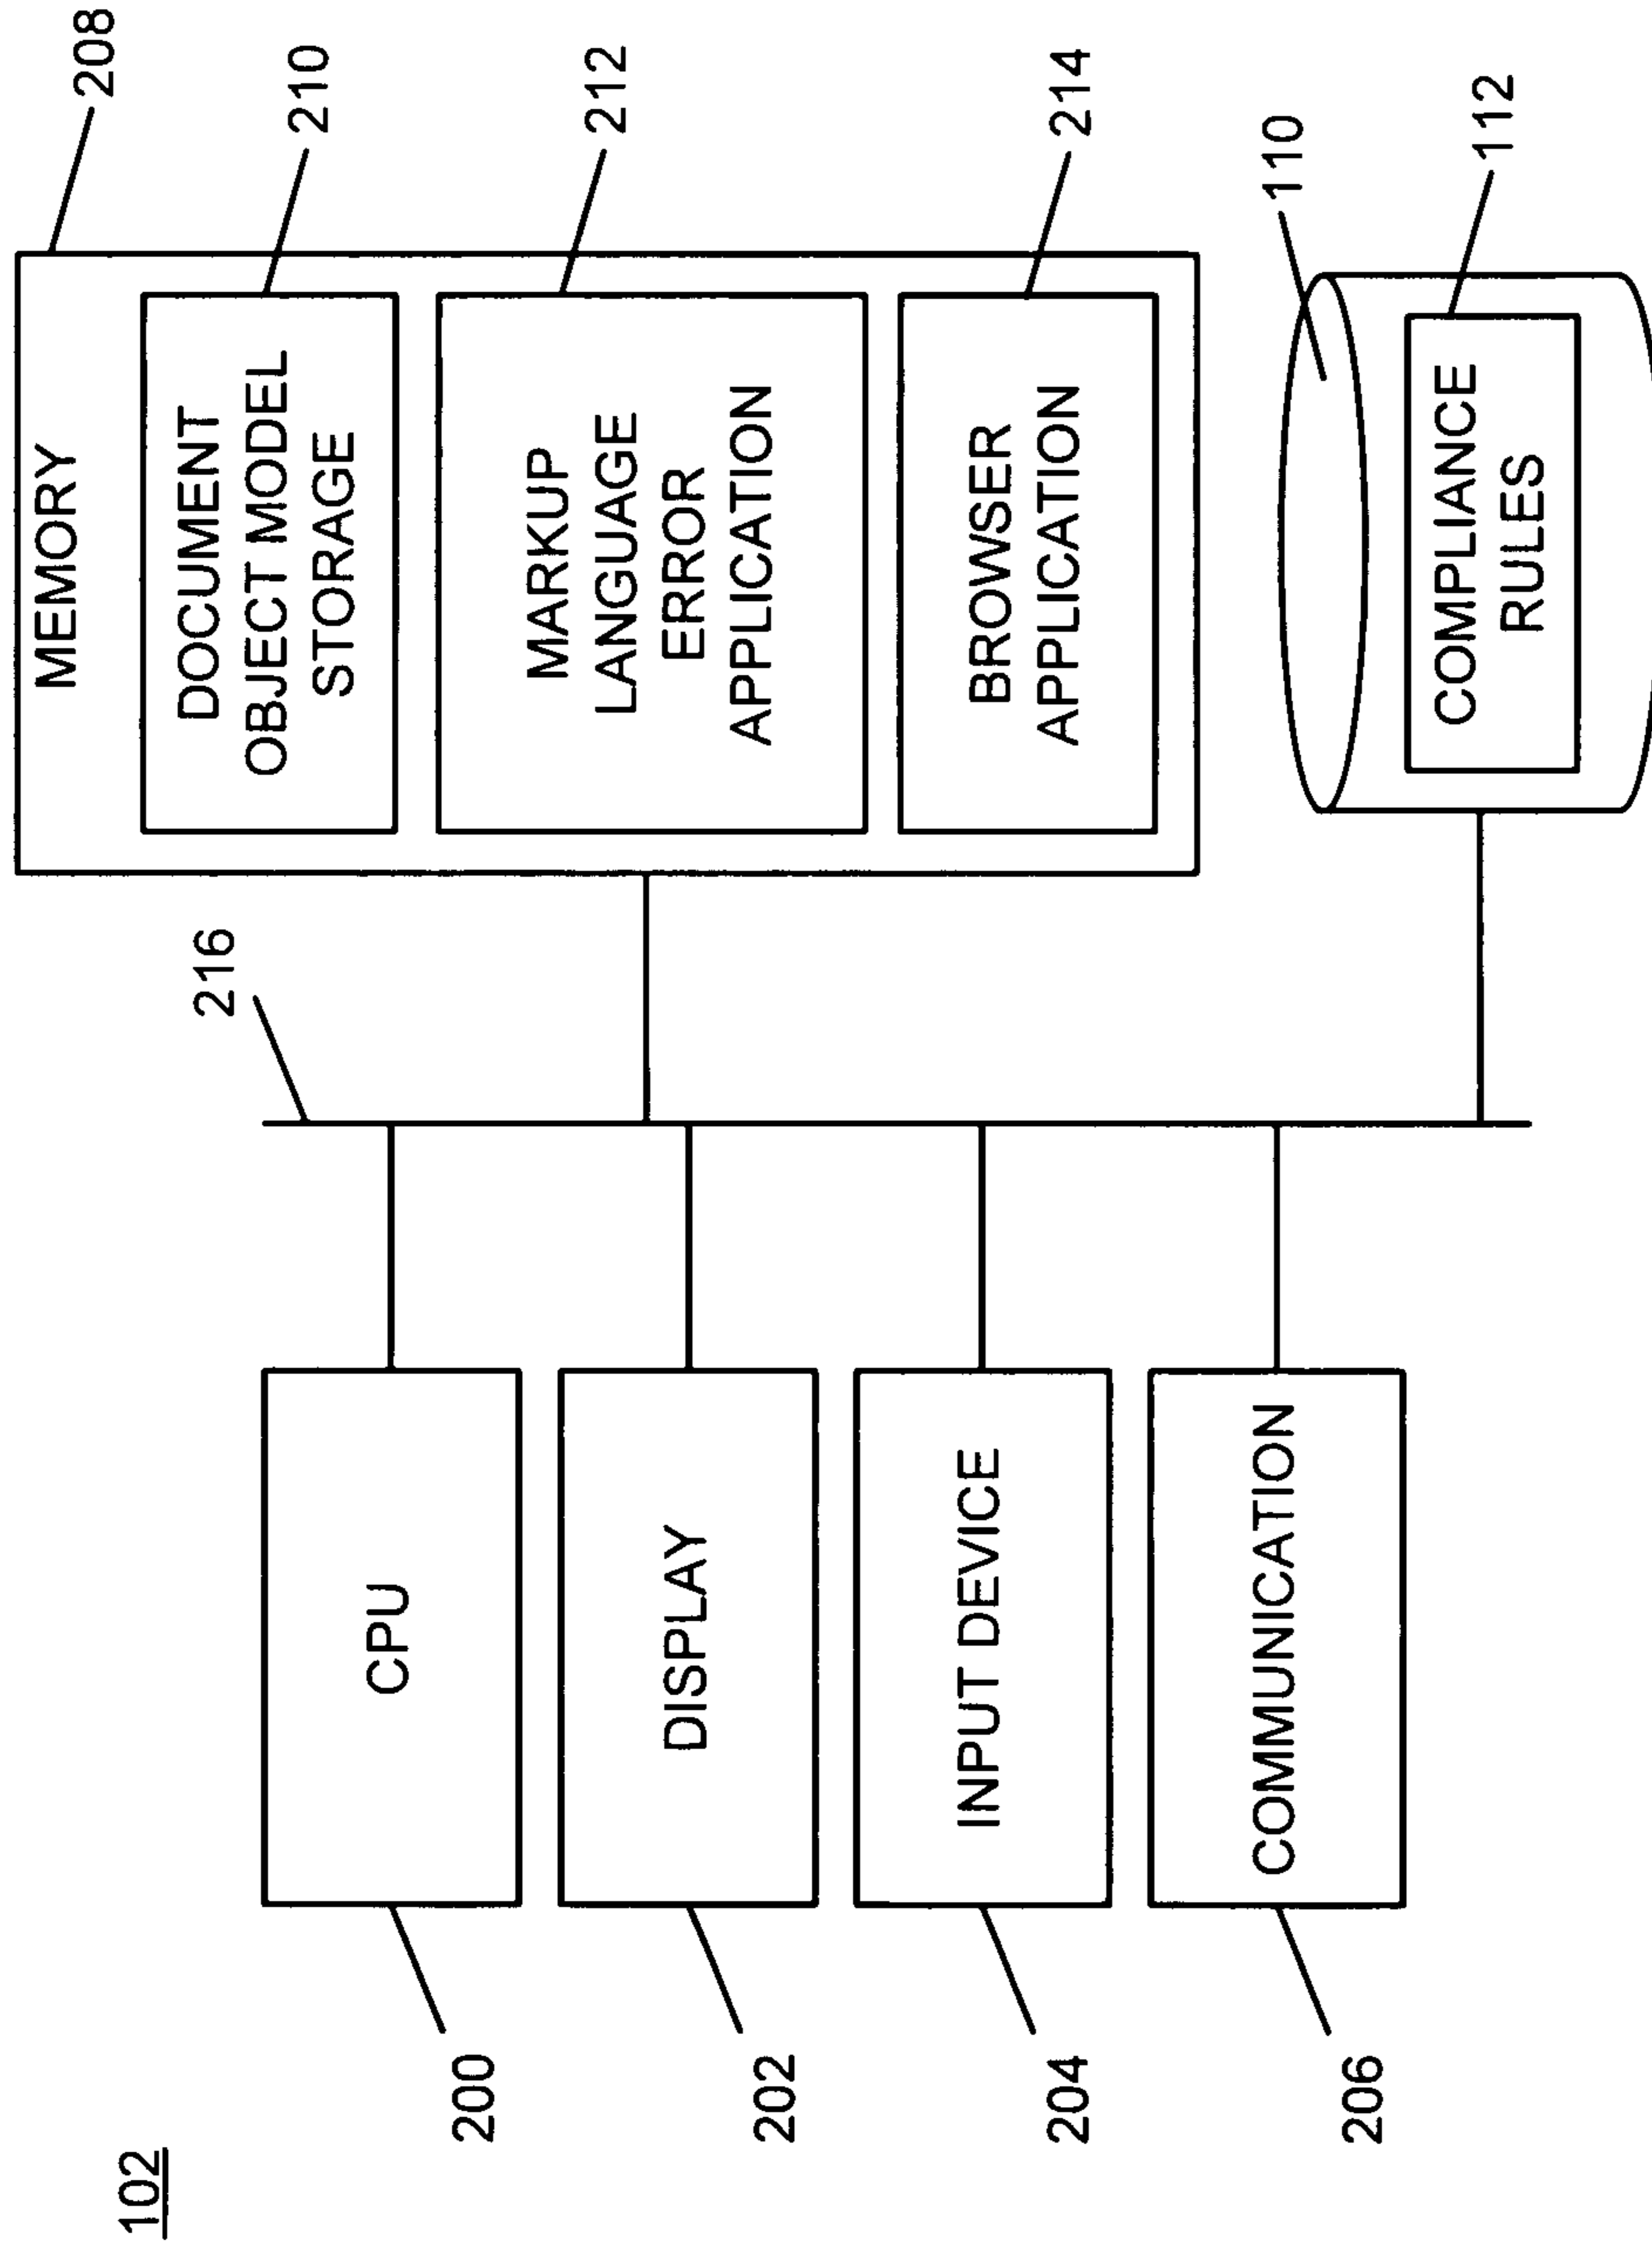 102
200
CPU
202
DISPLAY
204
INPUT DEVICE
206
COMMUNICATION
216
MEMORY
208
DOCUMENT
OBJECT MODEL
STORAGE
210
MARKUP
LANGUAGE
ERROR
APPLICATION
212
BROWSER
APPLICATION
214
110
COMPLIANCE
RULES
112